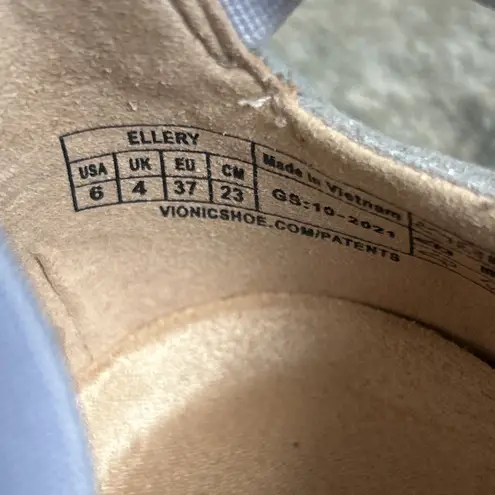 ELLERY
USA UK EU CM Made in Vietnam
6 4 37 23 GS:10-2021
VIONICSHOE.COM/PATENTS